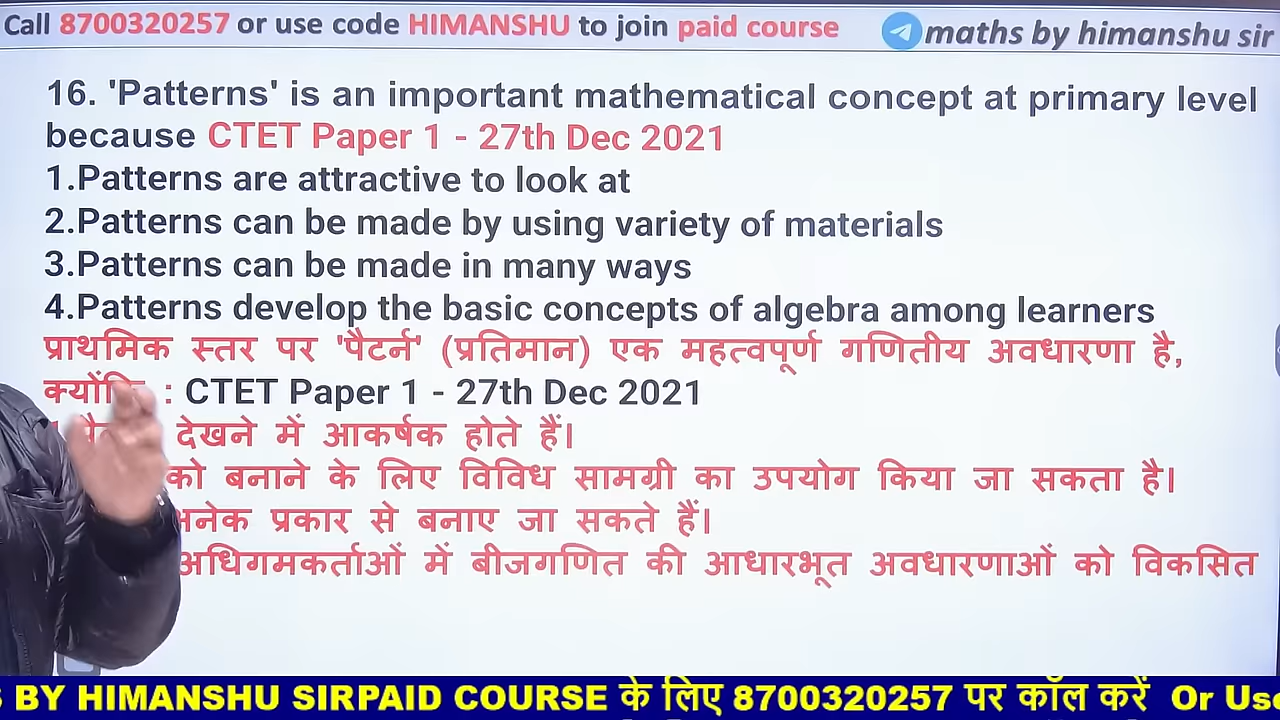 Call 8700320257 or use code HIMANSHU to join paid course
maths by himanshu sir
16. 'Patterns' is an important mathematical concept at primary level
because CTET Paper 1 - 27th Dec 2021
1.Patterns are attractive to look at
2.Patterns can be made by using variety of materials
3.Patterns can be made in many ways
4.Patterns develop the basic concepts of algebra among learners
प्राथमिक स्तर पर 'पैटर्न' (प्रतिमान) एक महत्वपूर्ण गणितीय अवधारणा है,
: CTET Paper 1 - 27th Dec 2021
देखने में आकर्षक होते हैं।
को बनाने के लिए विविध सामग्री का उपयोग किया जा सकता है।
अनेक प्रकार से बनाए जा सकते हैं।
अधिगमकर्ताओं में बीजगणित की आधारभूत अवधारणाओं को विकसित
BY HIMANSHU SIRPAID COURSE के लिए 8700320257 पर कॉल करें Or Use